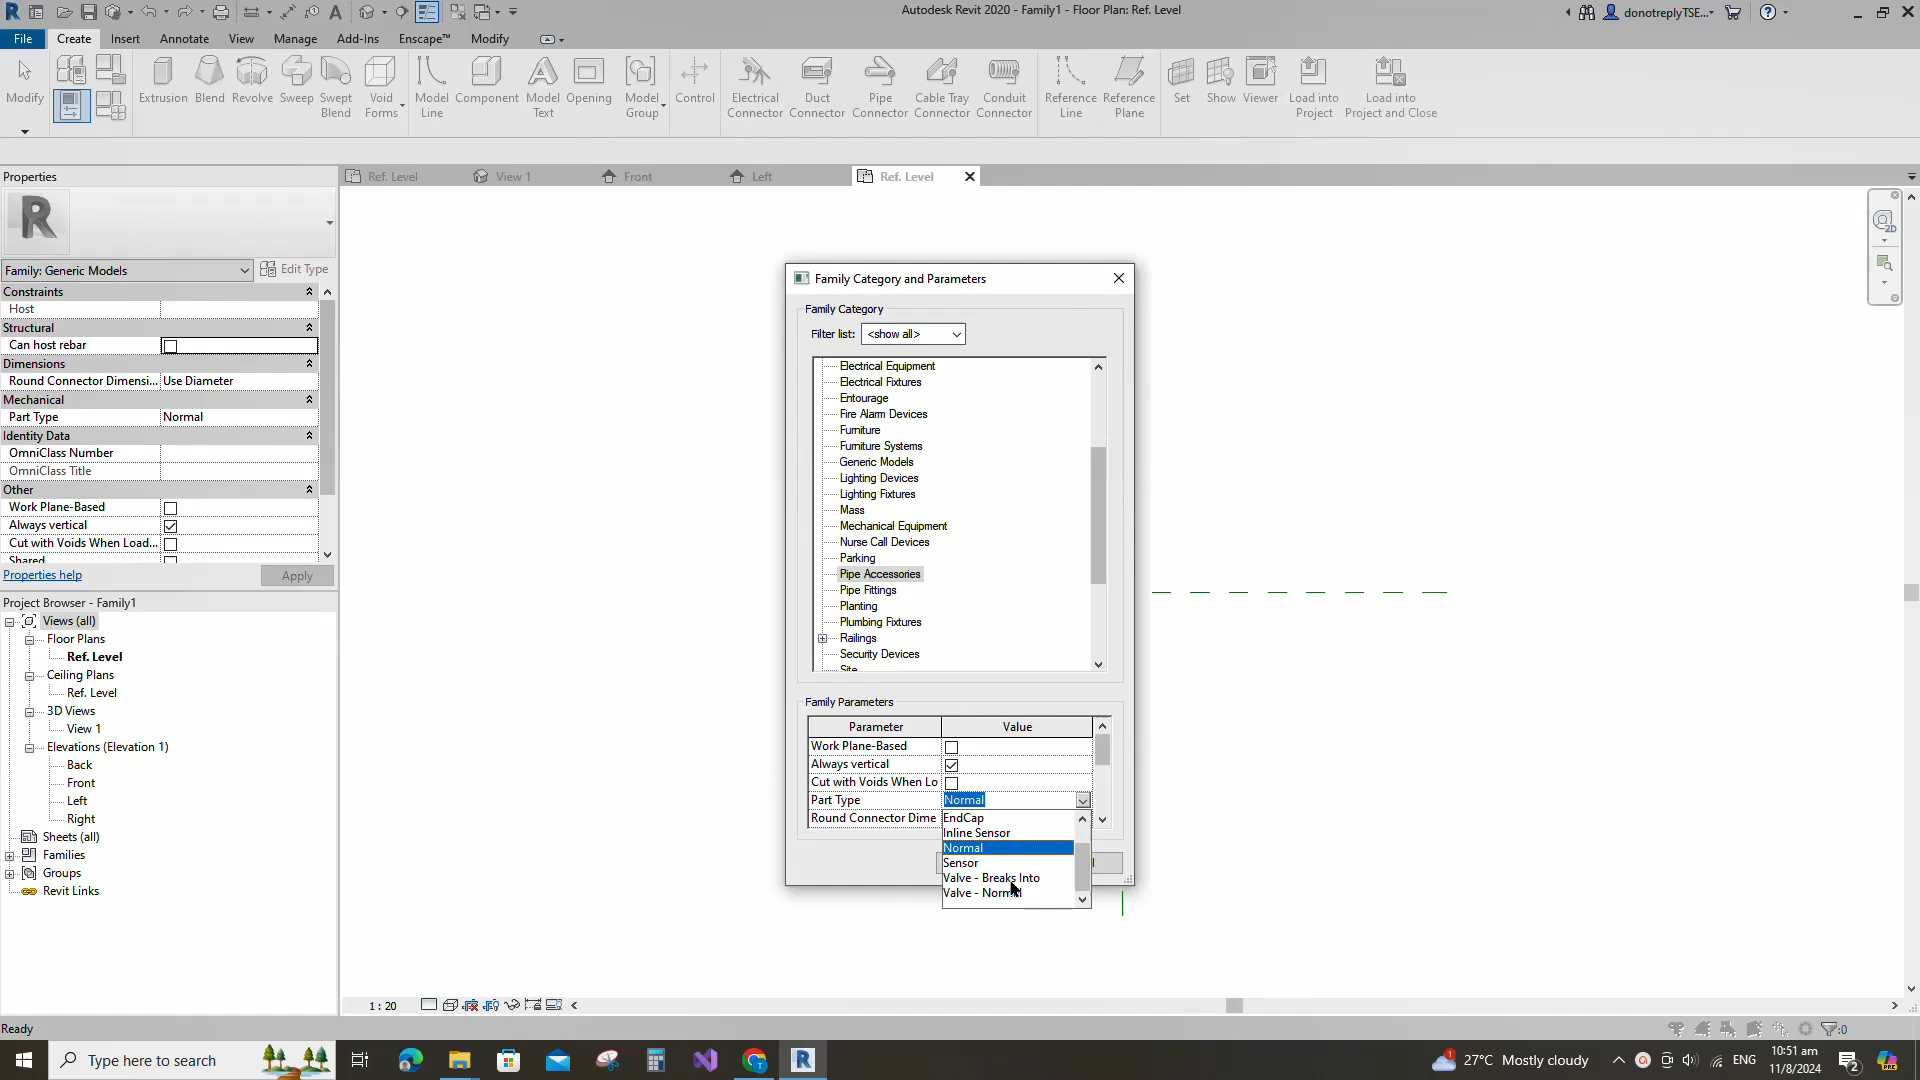 Autodesk Revit 2020 - Family1 - Floor Plan: Ref. Level
donotreplyTSE...
File Create Insert Annotate View Manage Add-Ins Enscape™ Modify
Modify
Extrusion
Blend
Revolve
Sweep
Swept Blend
Void Forms
Model Line
Component
Model Text
Opening
Model Group
Control
Electrical Connector
Duct Connector
Pipe Connector
Cable Tray Connector
Conduit Connector
Reference Line
Reference Plane
Set
Show
Viewer
Load into Project
Load into Project and Close
Properties
Ref. Level
View 1
Front
Left
Ref. Level
2D
R
Family: Generic Models
Edit Type
Constraints
Host
Structural
Can host rebar
Dimensions
Round Connector Dimensi... Use Diameter
Mechanical
Part Type Normal
Identity Data
OmniClass Number
OmniClass Title
Other
Work Plane-Based
Always vertical
Cut with Voids When Load...
Shared
Properties help
Apply
Project Browser - Family1
Views (all)
Floor Plans
Ref. Level
Ceiling Plans
Ref. Level
3D Views
View 1
Elevations (Elevation 1)
Back
Front
Left
Right
Sheets (all)
Families
Groups
Revit Links
Family Category and Parameters
Family Category
Filter list: <show all>
Electrical Equipment
Electrical Fixtures
Entourage
Fire Alarm Devices
Furniture
Furniture Systems
Generic Models
Lighting Devices
Lighting Fixtures
Mass
Mechanical Equipment
Nurse Call Devices
Parking
Pipe Accessories
Pipe Fittings
Planting
Plumbing Fixtures
Railings
Security Devices
Site
Family Parameters
Parameter Value
Work Plane-Based
Always vertical
Cut with Voids When Lo
Part Type Normal
Round Connector Dime
EndCap
Inline Sensor
Normal
Sensor
Valve - Breaks Into
Valve - Normal
1 : 20
Ready
:0
Type here to search
27°C Mostly cloudy
ENG
10:51 am
11/8/2024
2